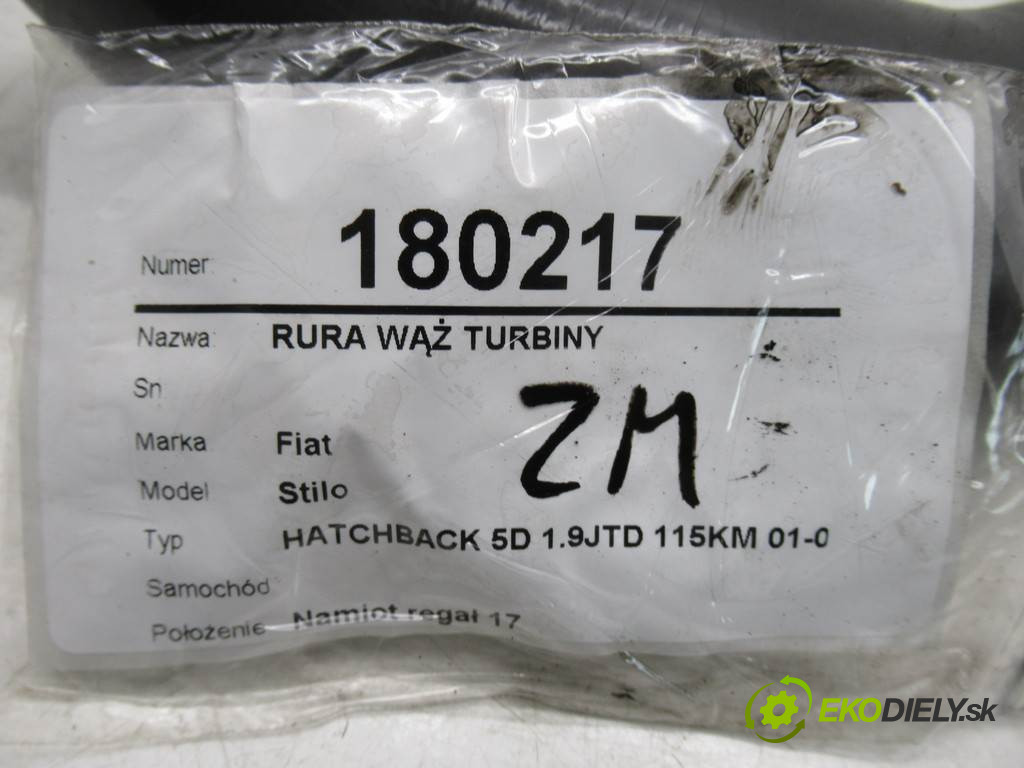 Numer: 180217
Nazwa: RURA WĄŻ TURBINY
Sn
Marka Fiat
ZM
Model Stilo
Typ HATCHBACK 5D 1.9JTD 115KM 01-0
Samochód
Położenie Namiot regał 17
EKODIELY.sk